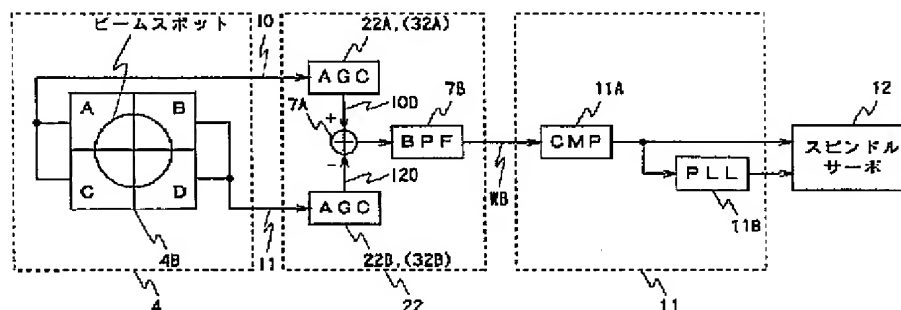 ビームスポット
10
22A,(32A)
AGC
7A
+
100
7B
11A
12
A
B
BPF
CMP
スピンドル
サーボ
-
120
WB
PLL
C
D
AGC
11B
4B
11
22B,(32B)
4
22
11